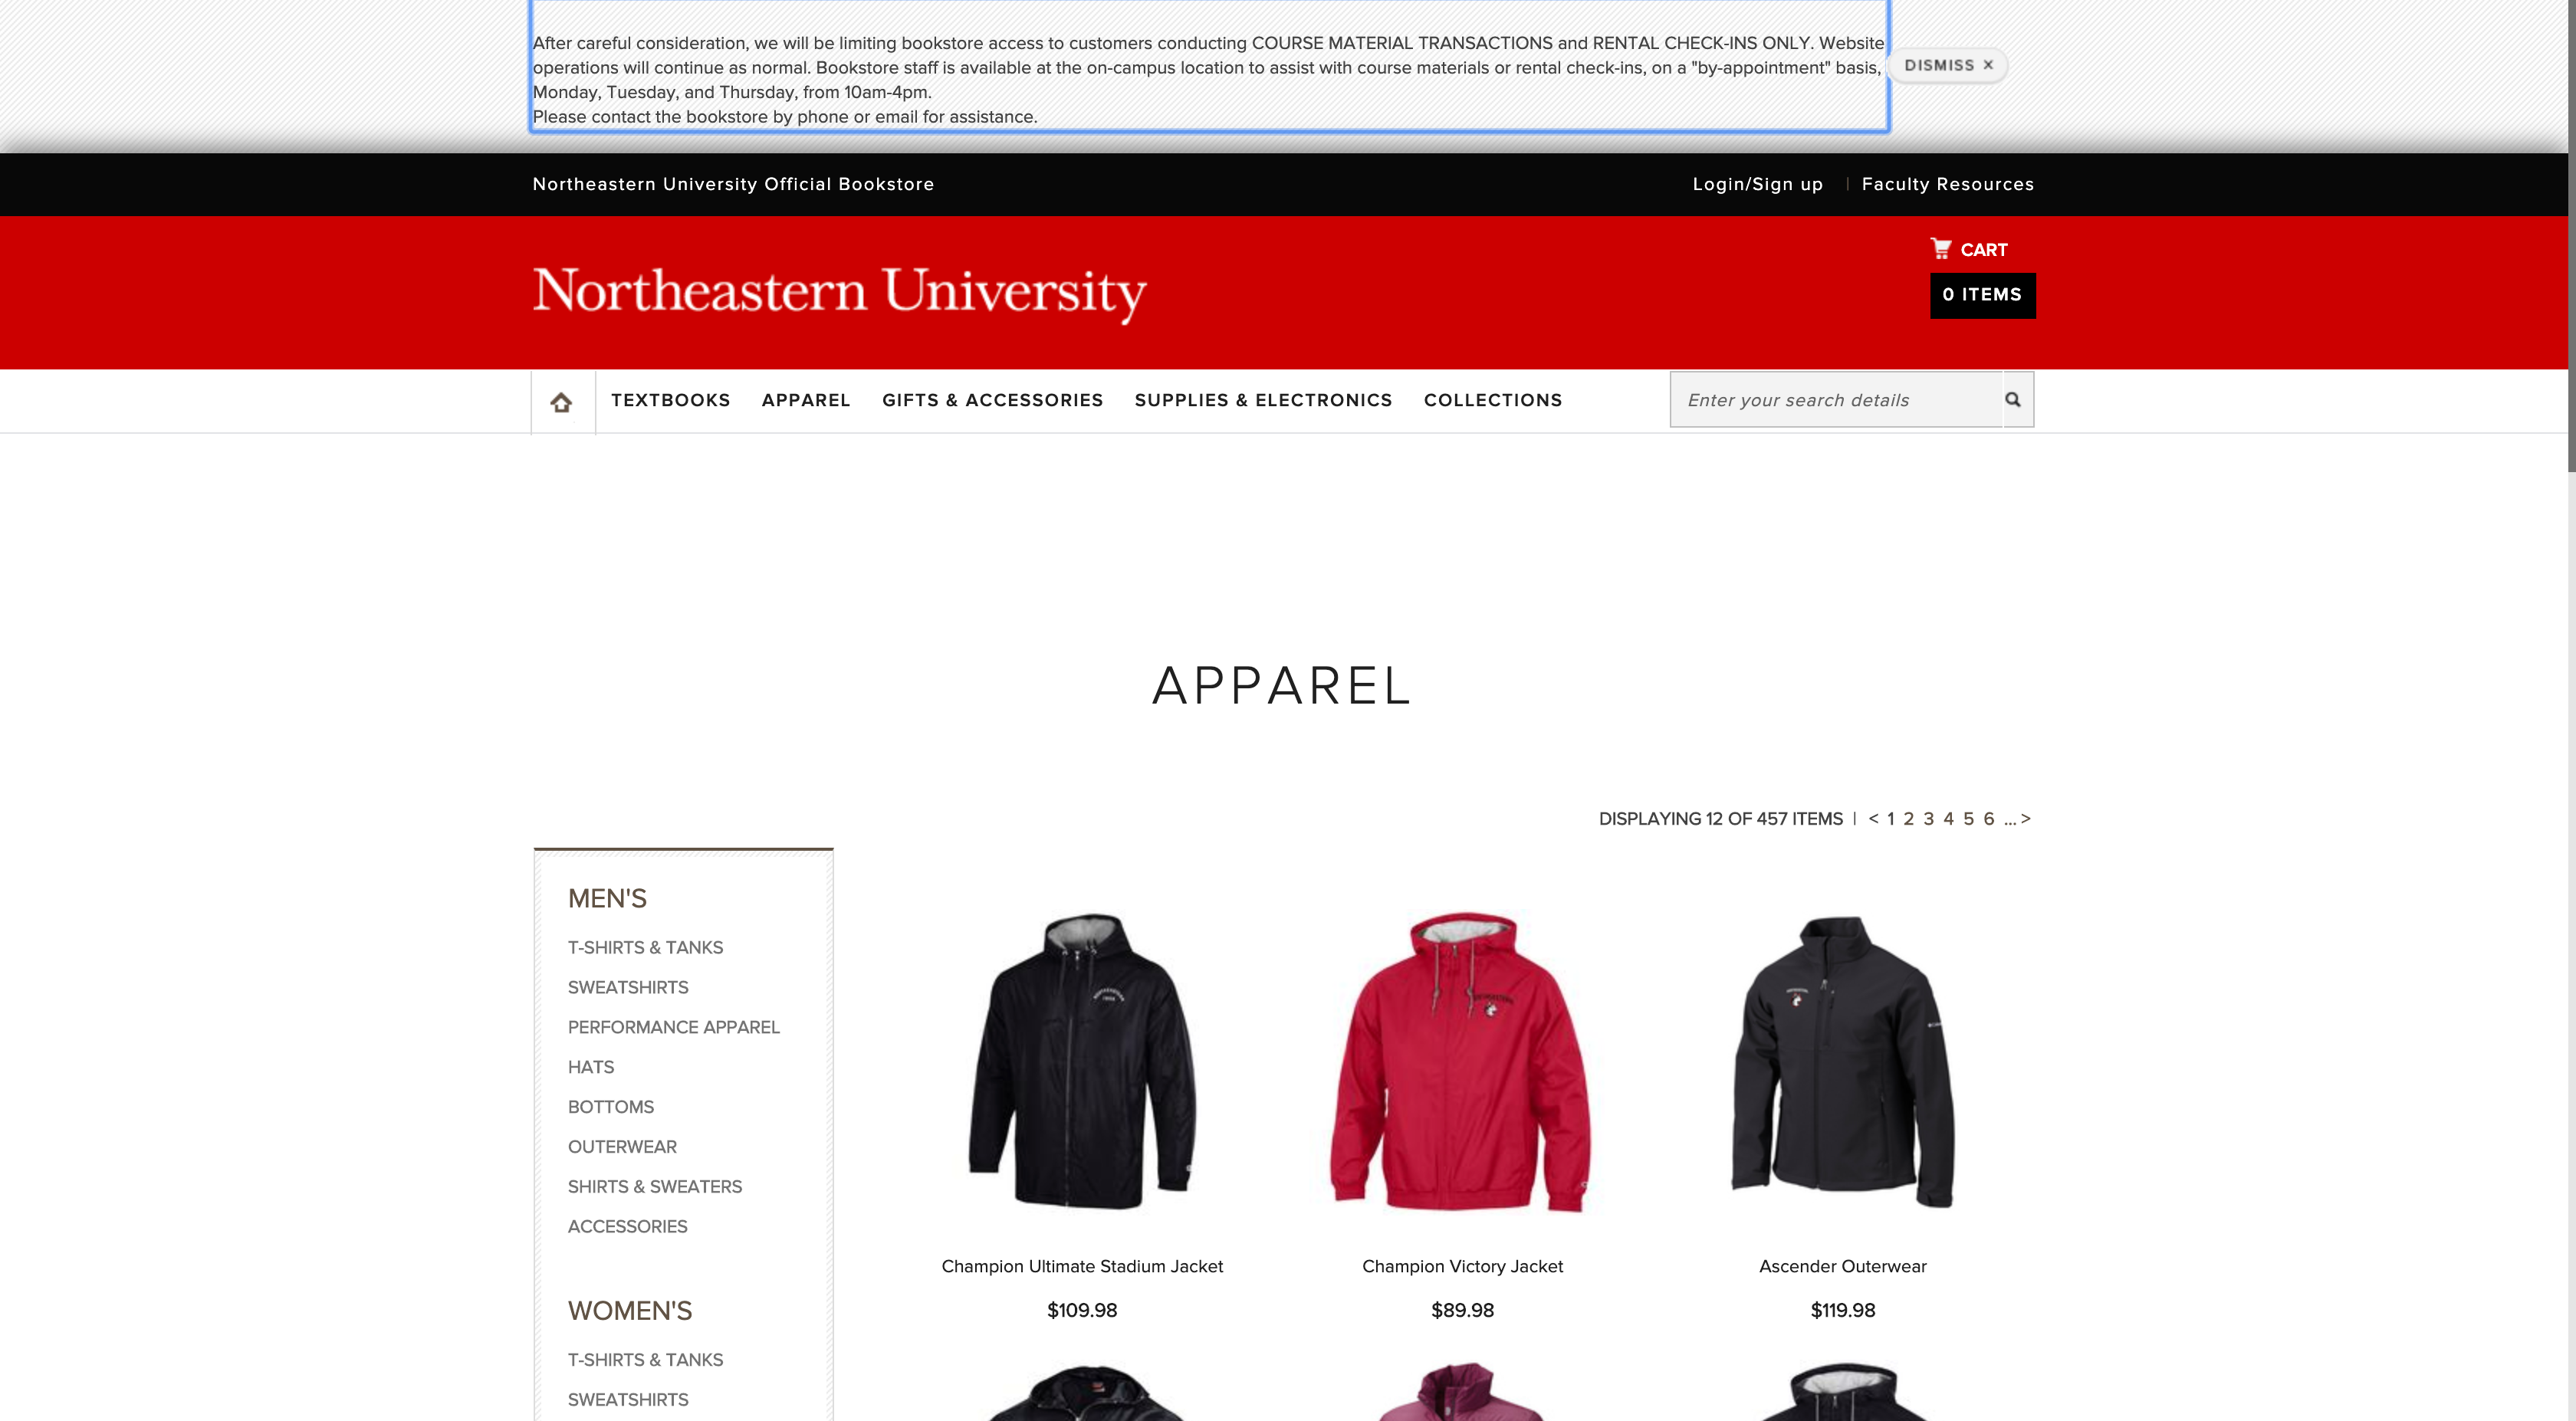 After careful consideration, we will be limiting bookstore access to customers conducting COURSE MATERIAL TRANSACTIONS and RENTAL CHECK-INS ONLY. Website
operations will continue as normal. Bookstore staff is available at the on-campus location to assist with course materials or rental check-ins, on a "by-appointment" basis,
Monday, Tuesday, and Thursday, from 10am-4pm.
Please contact the bookstore by phone or email for assistance.
DISMISS ×
Northeastern University Official Bookstore
Login/Sign up | Faculty Resources
CART
Northeastern University
0 ITEMS
TEXTBOOKS APPAREL GIFTS & ACCESSORIES SUPPLIES & ELECTRONICS COLLECTIONS
Enter your search details
APPAREL
DISPLAYING 12 OF 457 ITEMS | < 1 2 3 4 5 6 ... >
MEN'S
T-SHIRTS & TANKS
SWEATSHIRTS
PERFORMANCE APPAREL
HATS
BOTTOMS
OUTERWEAR
SHIRTS & SWEATERS
ACCESSORIES
WOMEN'S
T-SHIRTS & TANKS
SWEATSHIRTS
Champion Ultimate Stadium Jacket
$109.98
Champion Victory Jacket
$89.98
Ascender Outerwear
$119.98